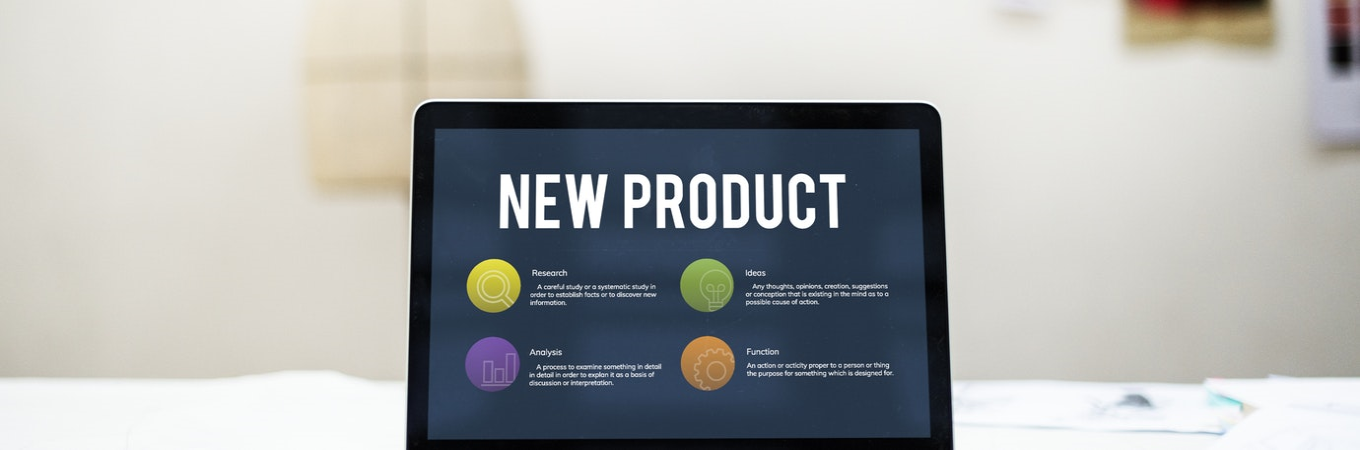 NEW PRODUCT
Research
A careful study or a systematic study in
order to establish facts or to discover new
information.
Ideas
Any thoughts, opinions, creation, suggestions
or conception that is existing in the mind as to a
possible cause of action.
Analysis
A process to examine something in detail
in detail in order to explan it as a basis of
discussion or interpretation.
Function
An action or acticity proper to a person or thing
the purpose for something which is designed for.